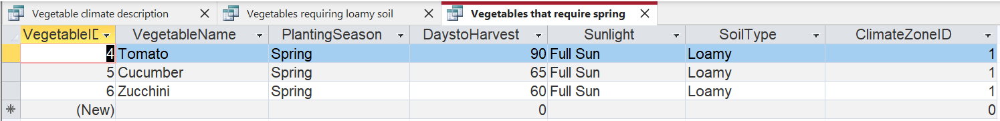 Vegetable climate description Vegetables requiring loamy soil Vegetables that require spring
VegetableID VegetableName PlantingSeason DaystoHarvest Sunlight SoilType ClimateZoneID
4 Tomato Spring 90 Full Sun Loamy 1
5 Cucumber Spring 65 Full Sun Loamy 1
6 Zucchini Spring 60 Full Sun Loamy 1
(New) 0 0